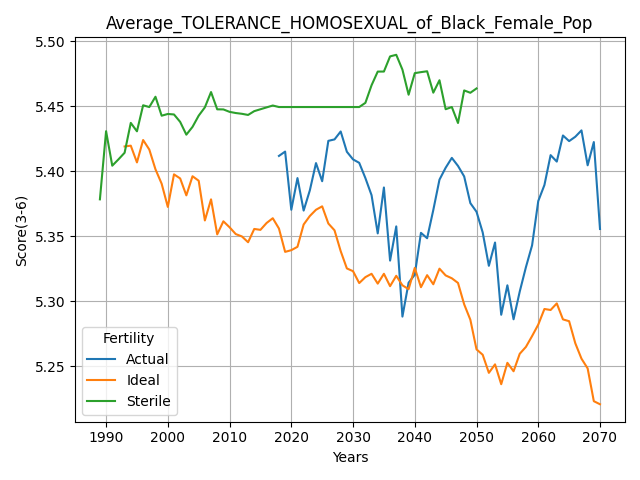 Average_TOLERANCE_HOMOSEXUAL_of_Black_Female_Pop
5.50
5.45
5.40
5.35
5.30
5.25
Score(3-6)
Fertility
Actual
Ideal
Sterile
1990 2000 2010 2020 2030 2040 2050 2060 2070
Years